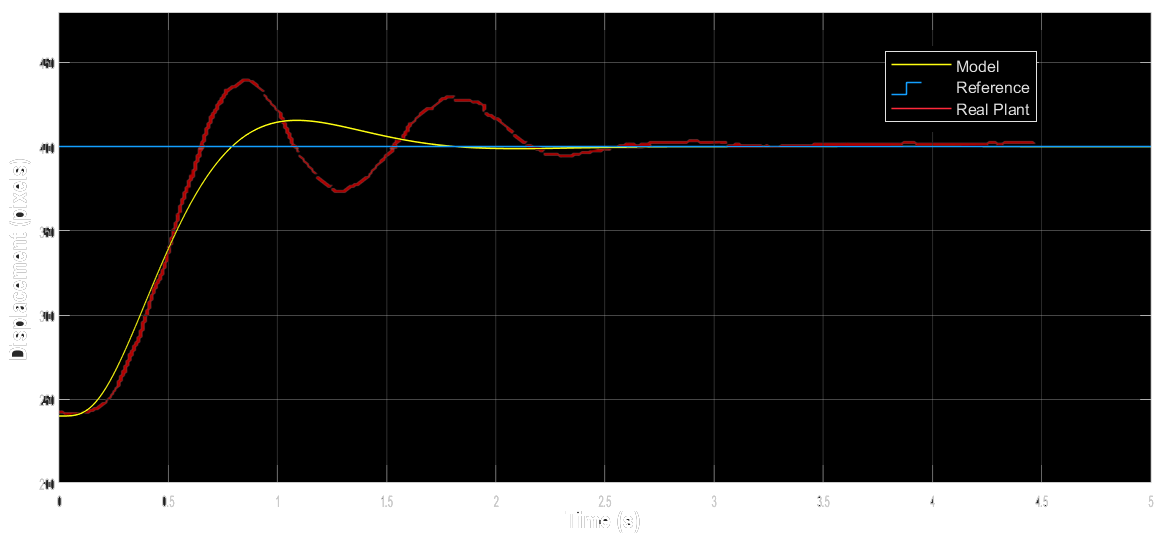 Model
Reference
Real Plant
Displacement (pixels)
0 0.5 1 1.5 2 2.5 3 3.5 4 4.5 5
Time (s)